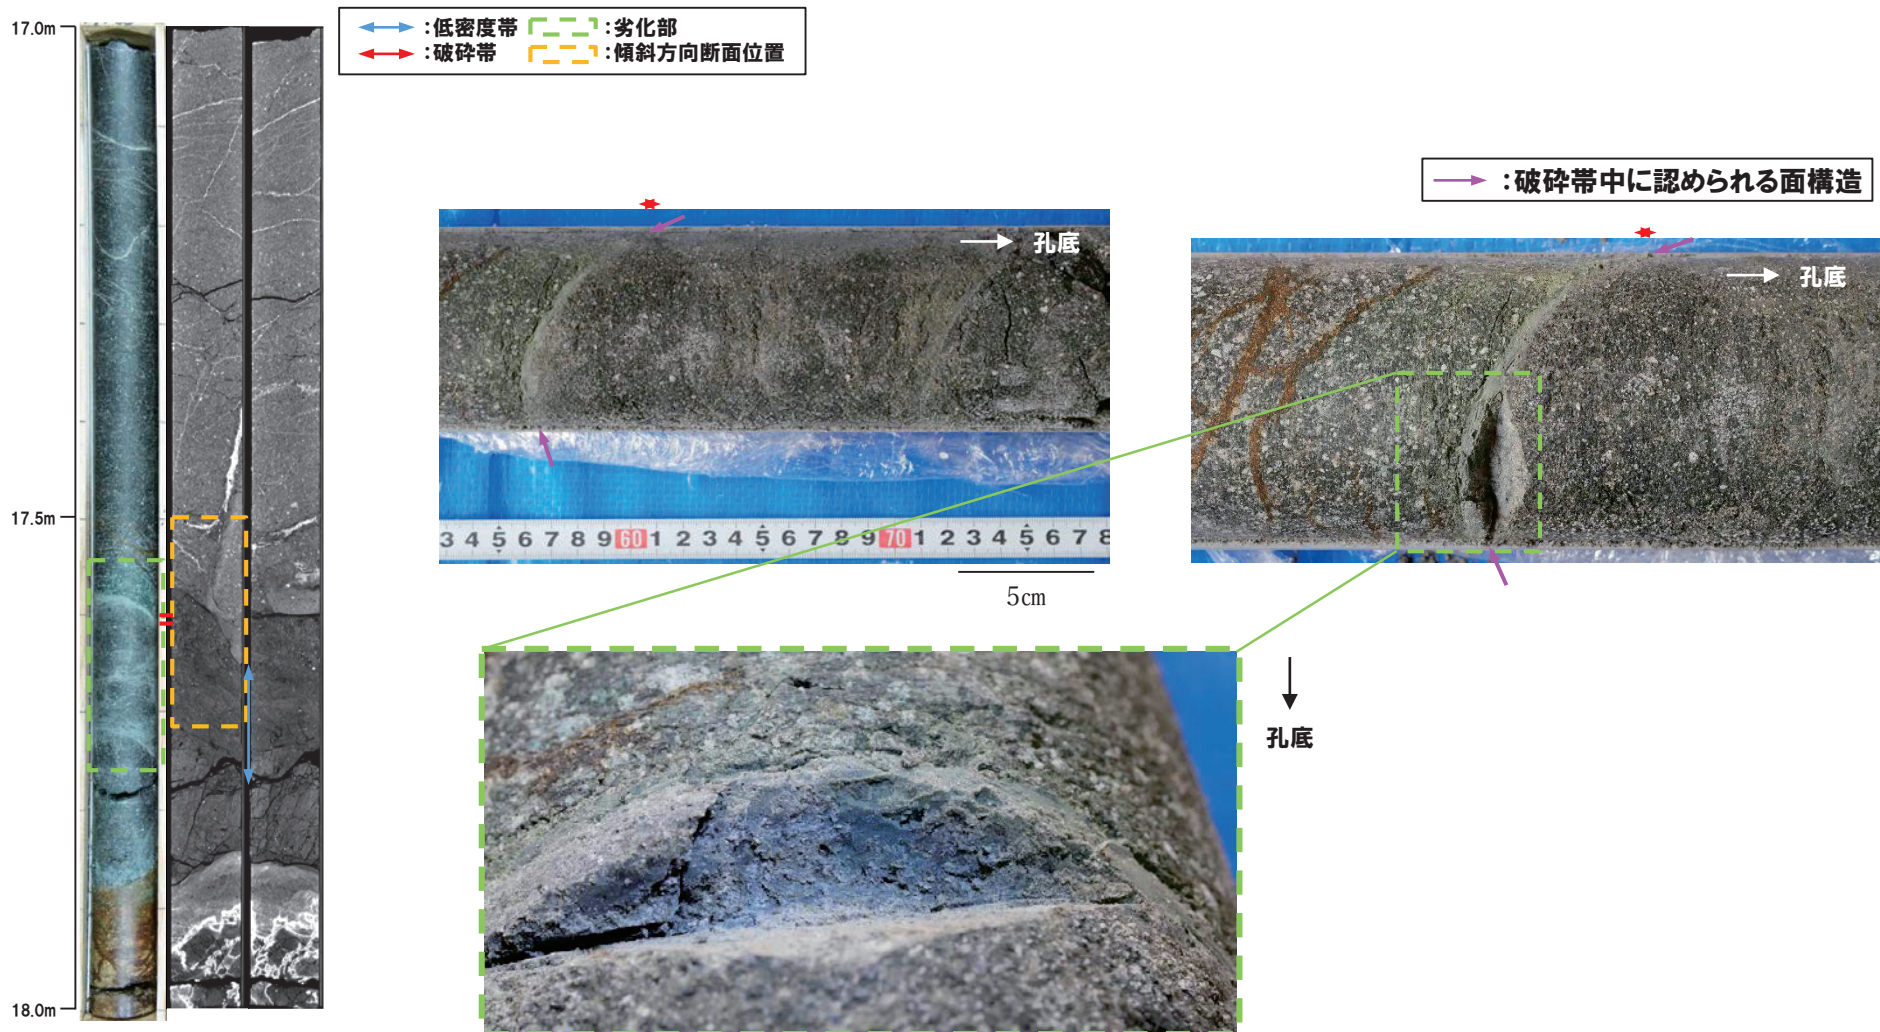 17.0m
17.5m
18.0m
:低密度帯
:劣化部
:破砕帯
:傾斜方向断面位置
:破砕帯中に認められる面構造
孔底
孔底
3 4 5 6 7 8 9 60 1 2 3 4 5 6 7 8 9 70 1 2 3 4 5 6 7 8
5cm
孔底